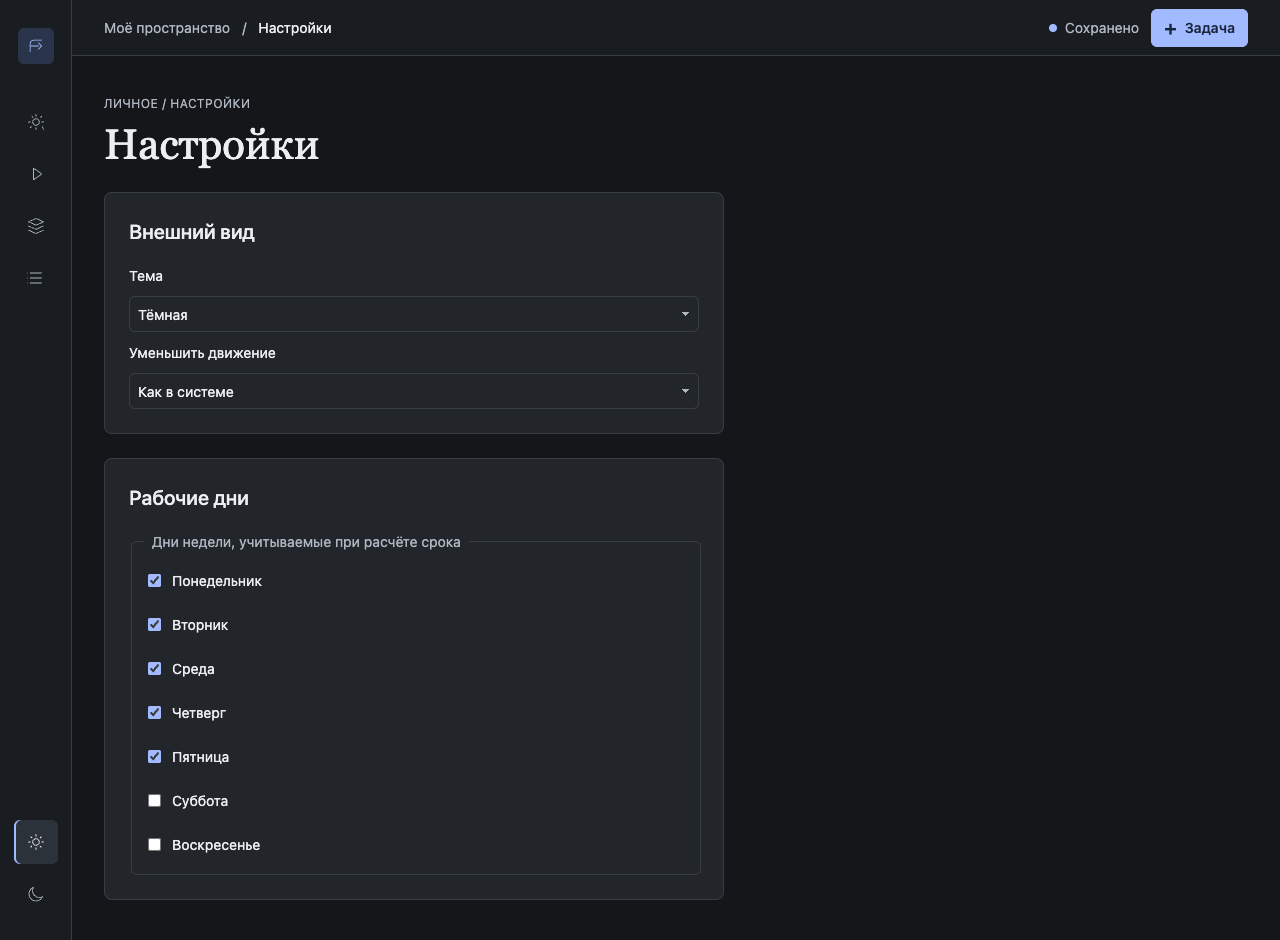 Моё пространство / Настройки
Сохранено
+ Задача
ЛИЧНОЕ / НАСТРОЙКИ
Настройки
Внешний вид
Тема
Тёмная
Уменьшить движение
Как в системе
Рабочие дни
Дни недели, учитываемые при расчёте срока
Понедельник
Вторник
Среда
Четверг
Пятница
Суббота
Воскресенье